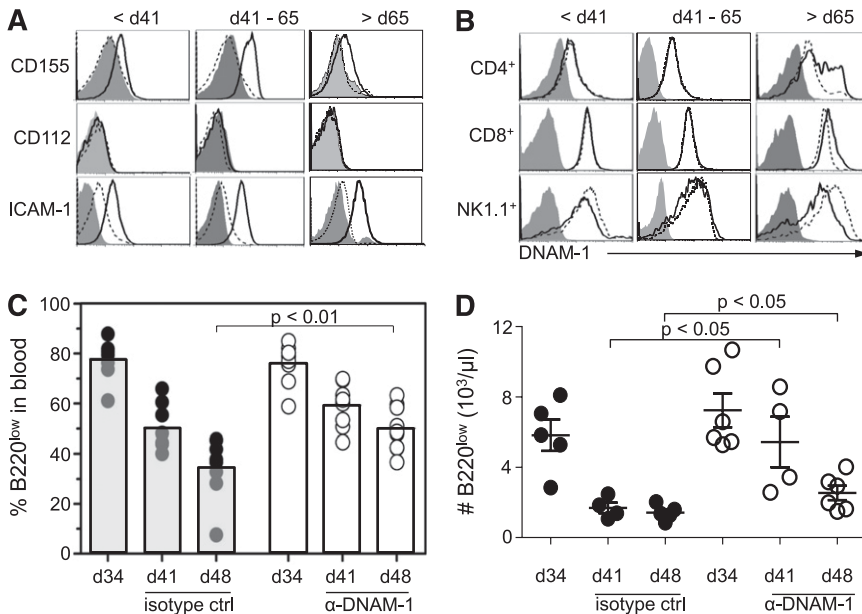 A
< d41 d41 - 65 > d65
CD155
CD112
ICAM-1
B
< d41 d41 - 65 > d65
CD4⁺
CD8⁺
NK1.1⁺
DNAM-1
C
% B220ˡᵒʷ in blood
100
80
60
40
20
0
p < 0.01
d34 d41 d48 d34 d41 d48
isotype ctrl α-DNAM-1
D
# B220ˡᵒʷ (10³/µl)
12
8
4
0
p < 0.05
p < 0.05
d34 d41 d48 d34 d41 d48
isotype ctrl α-DNAM-1